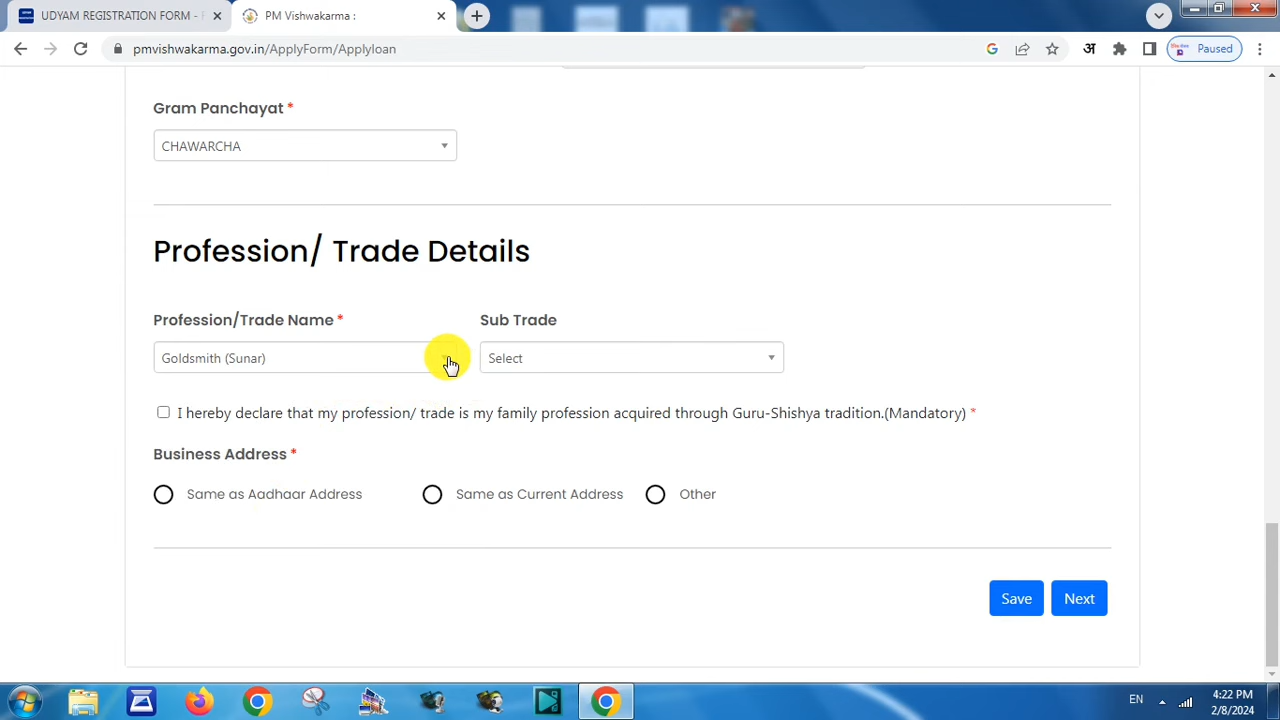 UDYAM REGISTRATION FORM - F
PM Vishwakarma :
pmvishwakarma.gov.in/ApplyForm/Applyloan
अ
Paused
Gram Panchayat *
CHAWARCHA
Profession/ Trade Details
Profession/Trade Name *
Sub Trade
Goldsmith (Sunar)
Select
I hereby declare that my profession/ trade is my family profession acquired through Guru-Shishya tradition.(Mandatory) *
Business Address *
Same as Aadhaar Address
Same as Current Address
Other
Save
Next
EN
4:22 PM
2/8/2024